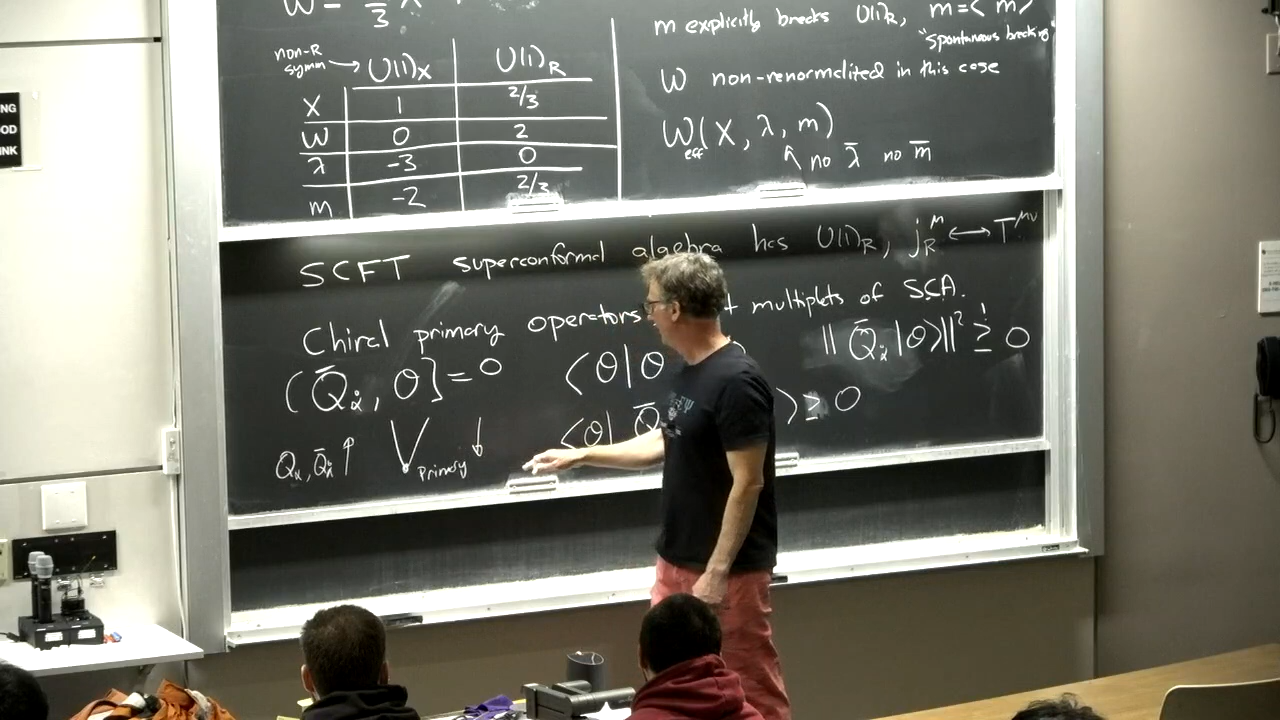 NG
OD
INK
W = /3 X
non-R
symm → U(1)_X U(1)_R
X 1 2/3
W 0 2
λ -3 0
m -2 2/3
m explicitly breaks U(1)_R, m=<m>
"spontaneous breaking"
W non-renormalized in this case
W_eff(X, λ, m)
↖ no λ̄ no m̄
SCFT superconformal algebra has U(1)_R, j_R^μ ↔ T^μν
Chiral primary operators multiplets of SCA.
[Q̄_α̇, O]=0 <O|O ‖Q̄_α̇|O>‖² ≥! 0
<O| Q̄ > ≥ 0
Q_α, Q̄_α̇ ↑ Primary ↓